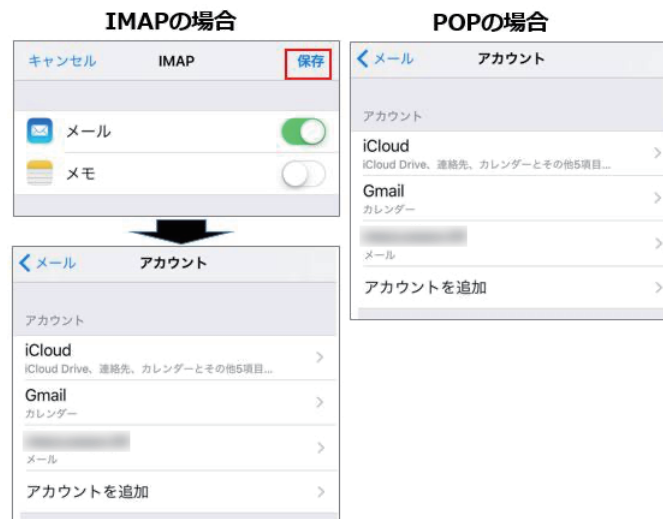 IMAPの場合
キャンセル IMAP 保存
メール
メモ
メール アカウント
アカウント
iCloud
iCloud Drive、連絡先、カレンダーとその他5項目...
Gmail
カレンダー
メール
アカウントを追加
POPの場合
メール アカウント
アカウント
iCloud
iCloud Drive、連絡先、カレンダーとその他5項目...
Gmail
カレンダー
メール
アカウントを追加